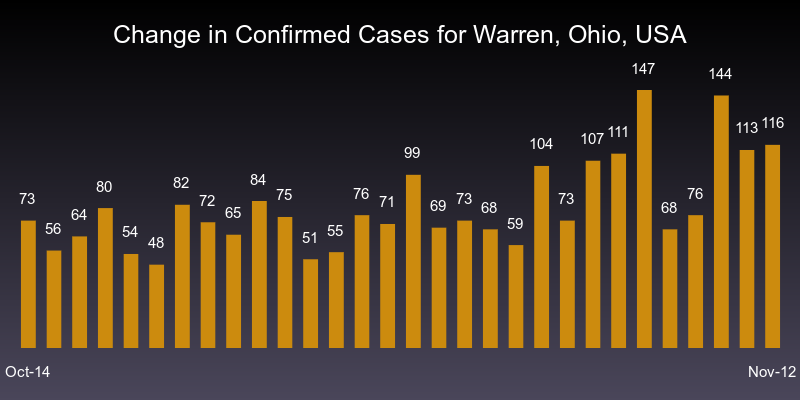 Change in Confirmed Cases for Warren, Ohio, USA
73 56 64 80 54 48 82 72 65 84 75 51 55 76 71 99 69 73 68 59 104 73 107 111 147 68 76 144 113 116
Oct-14 Nov-12